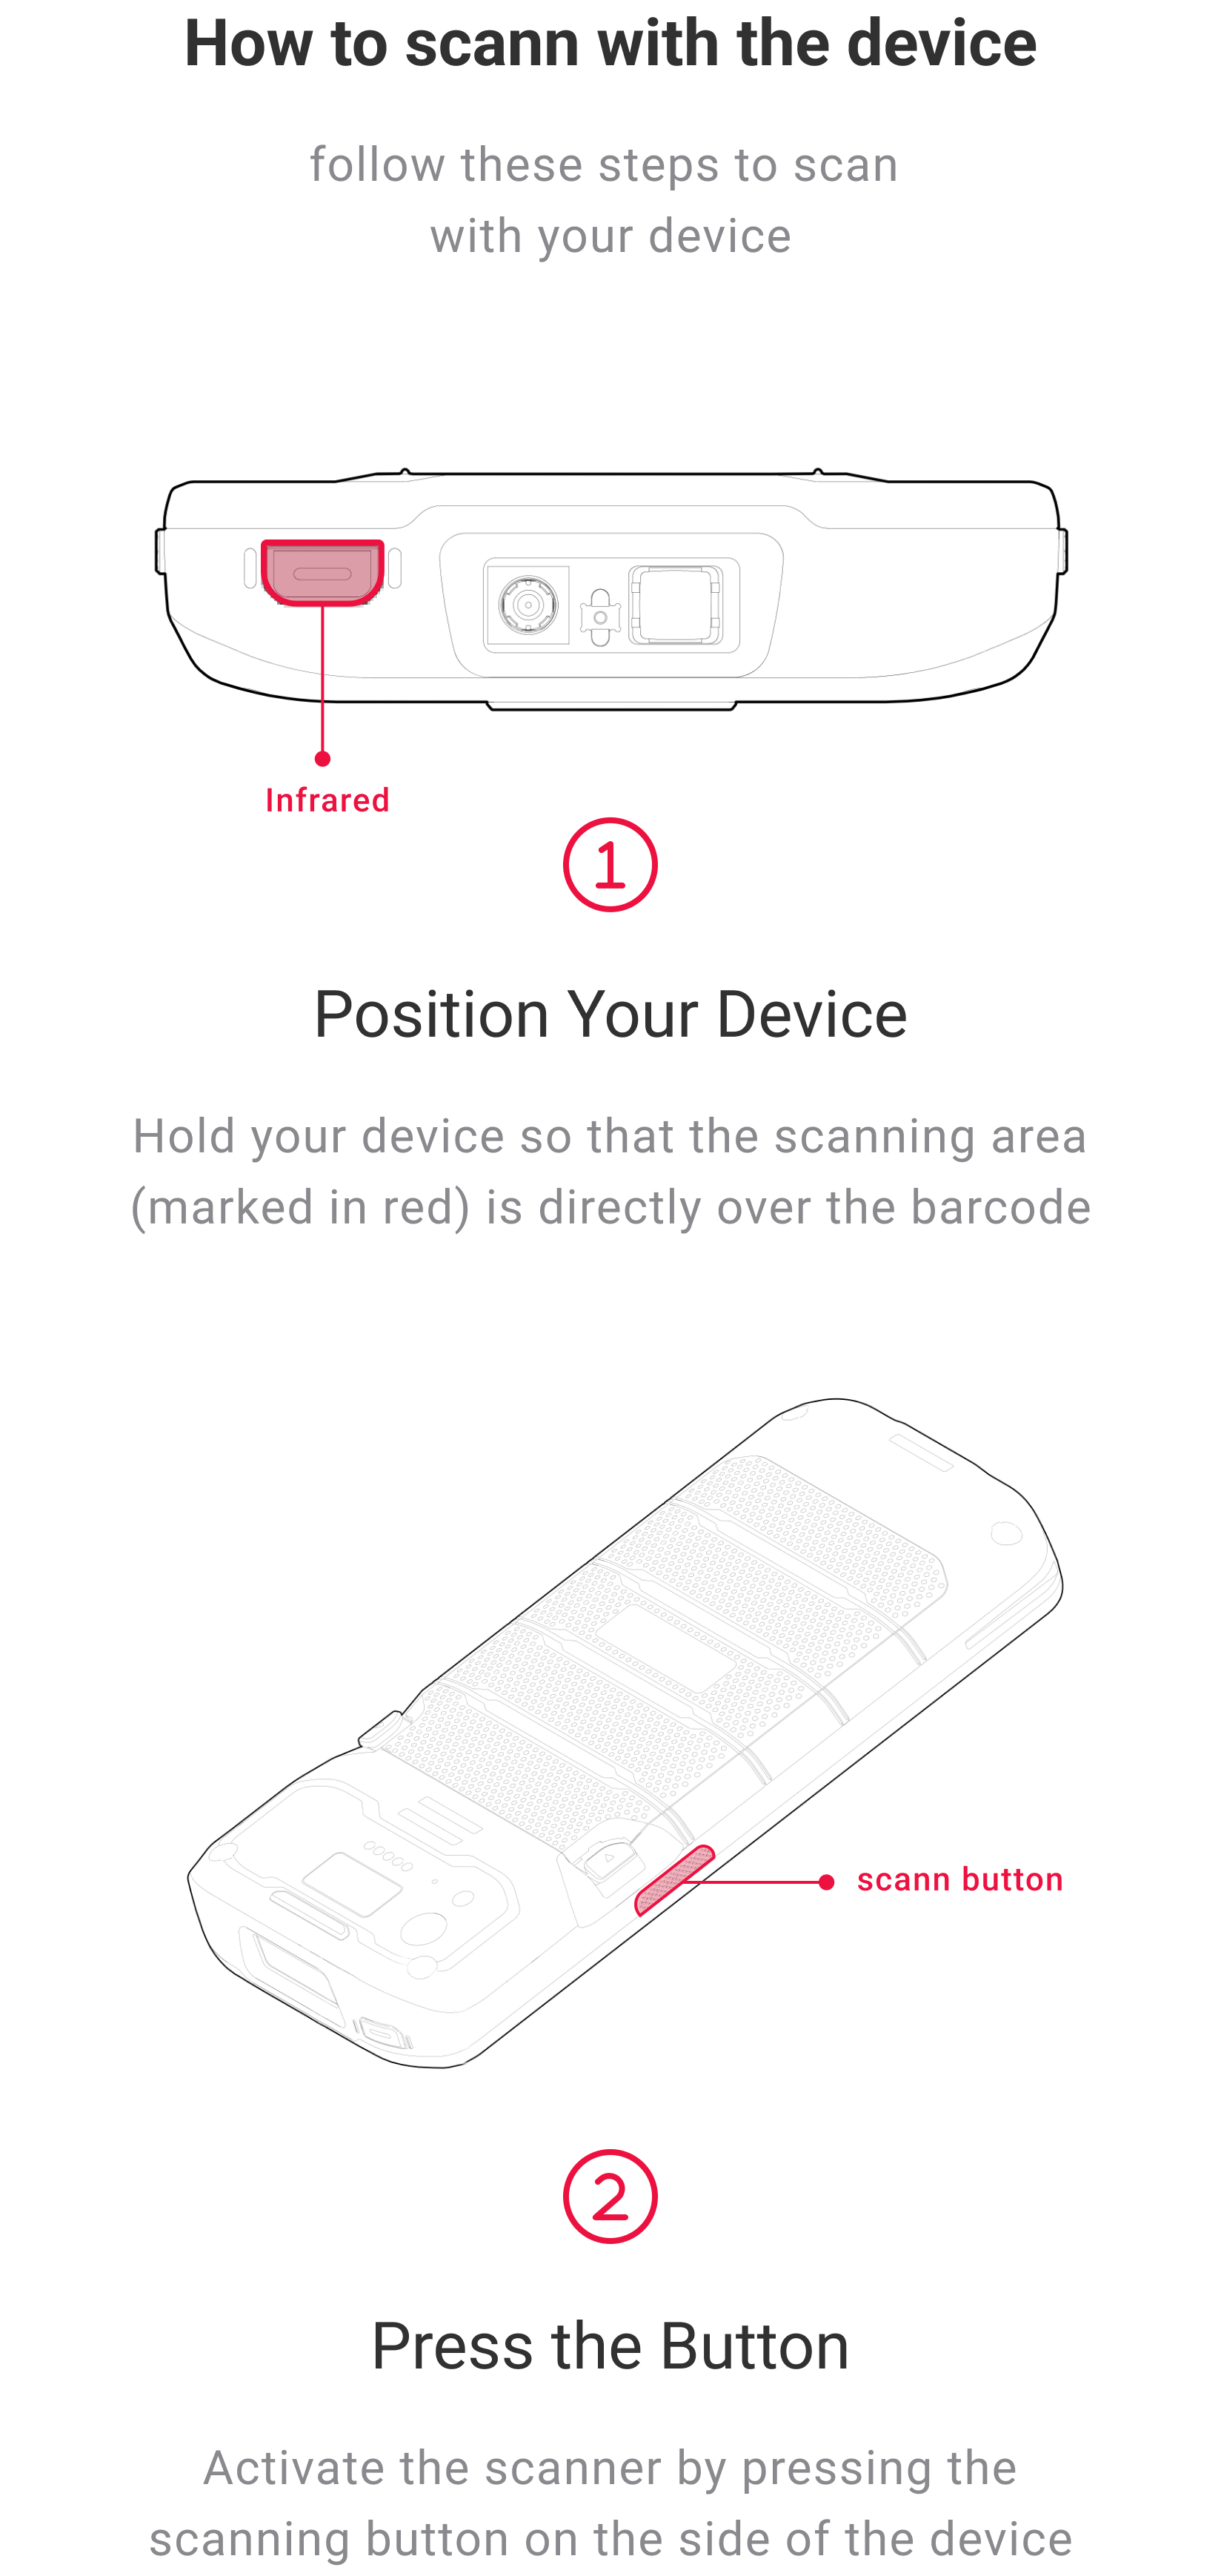 How to scann with the device
follow these steps to scan
with your device
Infrared
1
Position Your Device
Hold your device so that the scanning area
(marked in red) is directly over the barcode
scann button
2
Press the Button
Activate the scanner by pressing the
scanning button on the side of the device